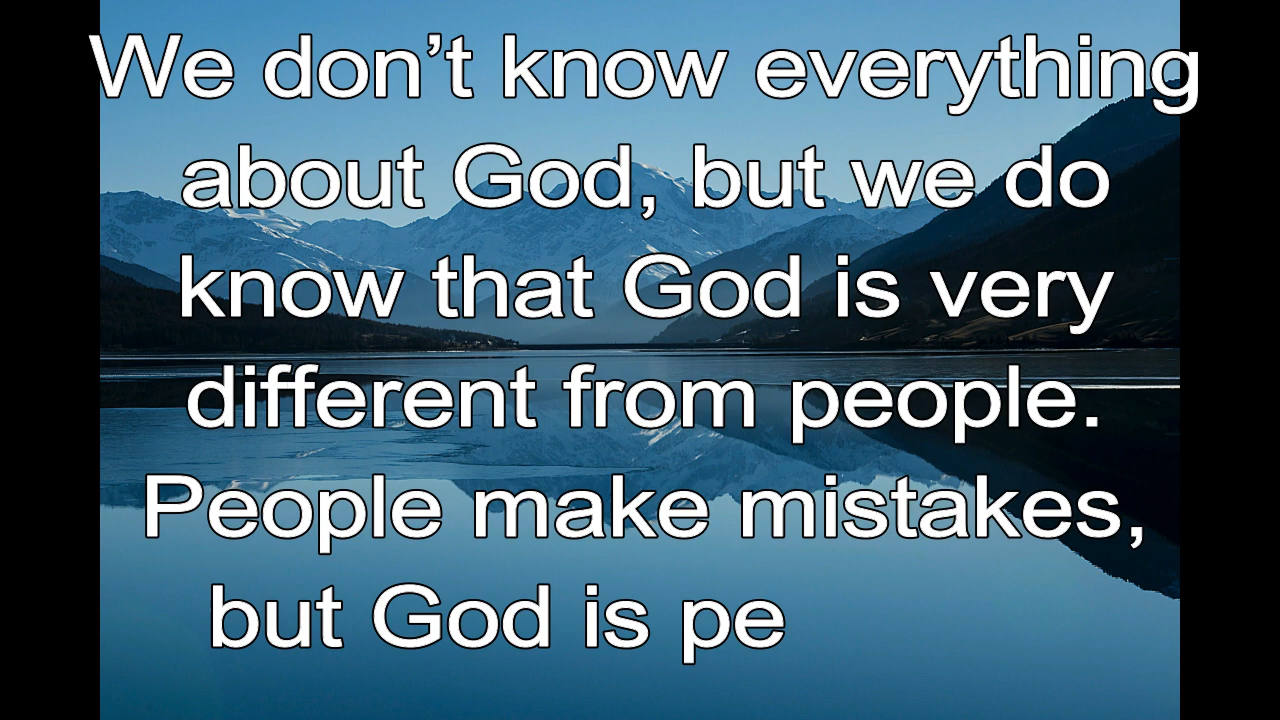 We don’t know everything
about God, but we do
know that God is very
different from people.
People make mistakes,
but God is pe